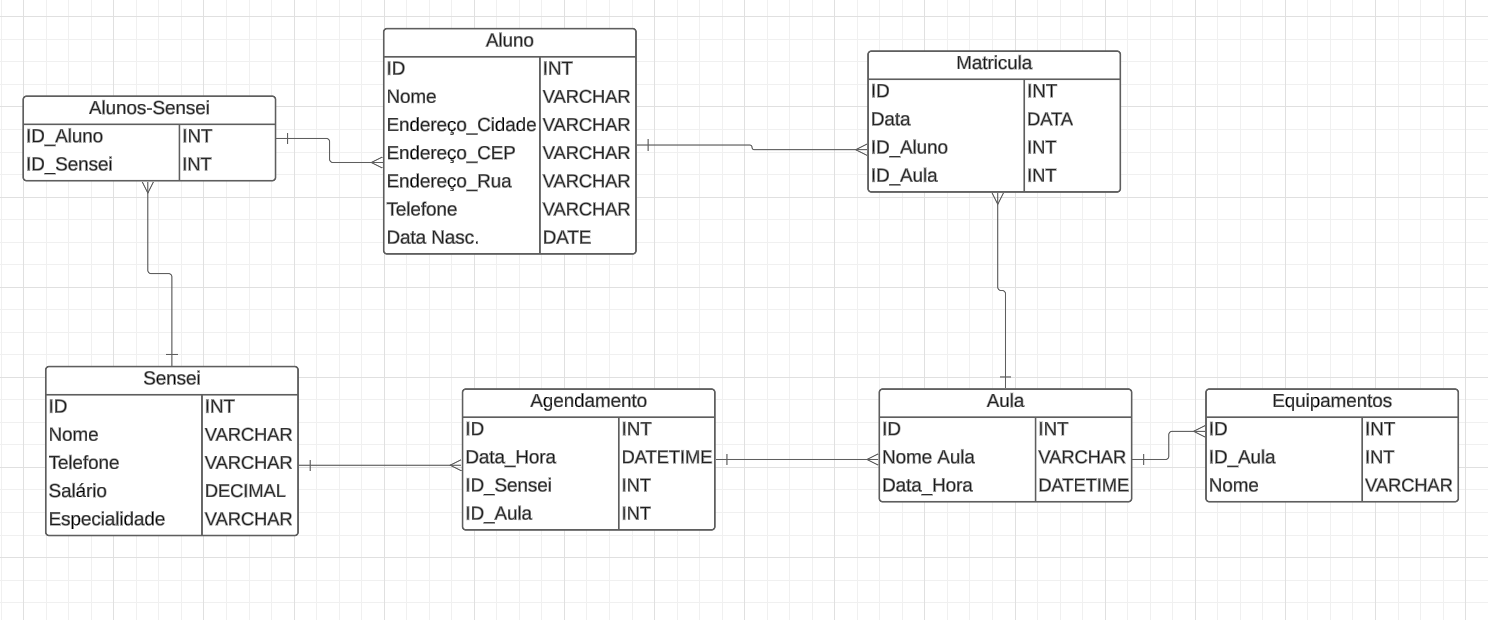 Alunos-Sensei
ID_Aluno INT
ID_Sensei INT
Aluno
ID INT
Nome VARCHAR
Endereço_Cidade VARCHAR
Endereço_CEP VARCHAR
Endereço_Rua VARCHAR
Telefone VARCHAR
Data Nasc. DATE
Matricula
ID INT
Data DATA
ID_Aluno INT
ID_Aula INT
Sensei
ID INT
Nome VARCHAR
Telefone VARCHAR
Salário DECIMAL
Especialidade VARCHAR
Agendamento
ID INT
Data_Hora DATETIME
ID_Sensei INT
ID_Aula INT
Aula
ID INT
Nome Aula VARCHAR
Data_Hora DATETIME
Equipamentos
ID INT
ID_Aula INT
Nome VARCHAR